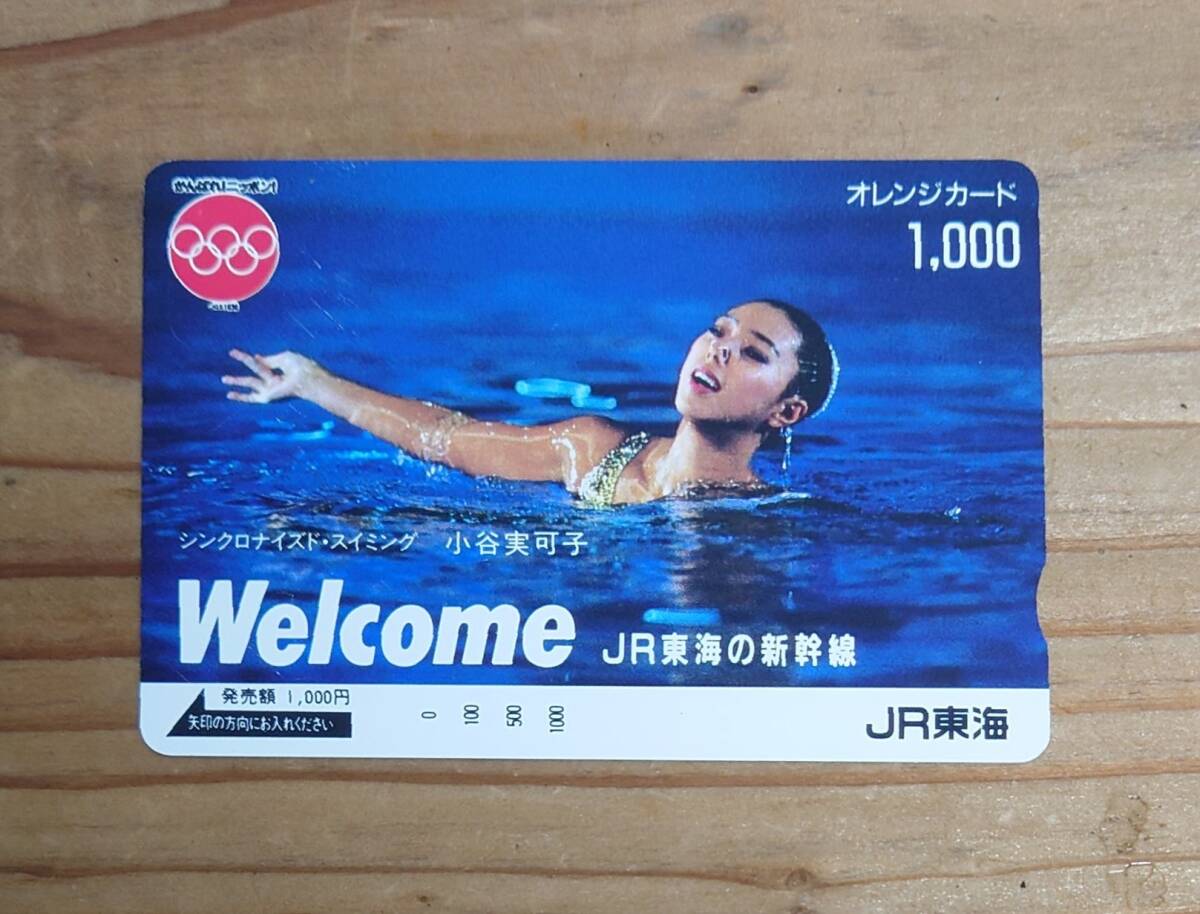 がんばれ!ニッポン!
オレンジカード
1,000
シンクロナイズド・スイミング 小谷実可子
Welcome JR東海の新幹線
発売額 1,000円
矢印の方向にお入れください
0 100 500 1000
JR東海